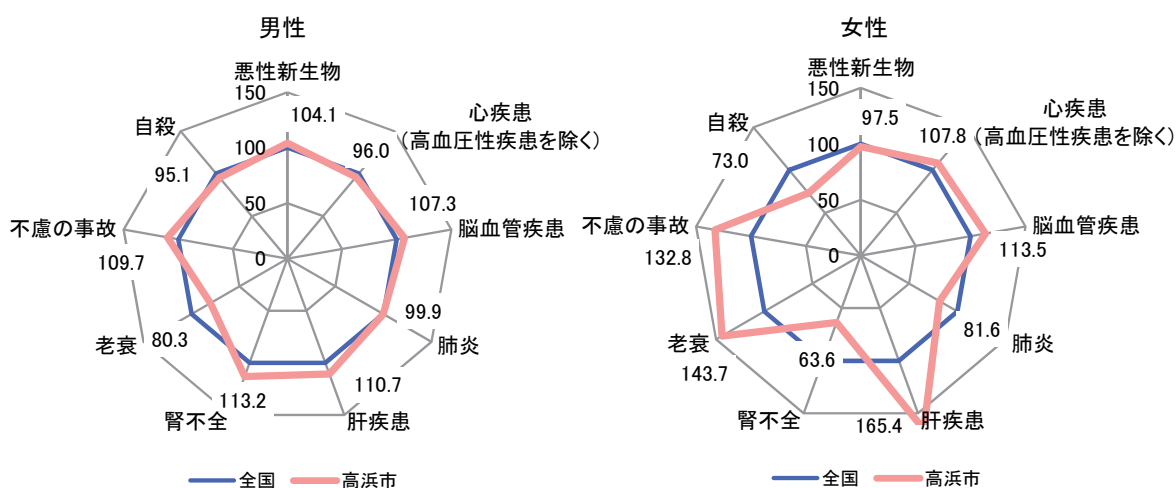 男性
悪性新生物
150
104.1
心疾患
(高血圧性疾患を除く)
自殺
100
96.0
95.1
107.3
50
不慮の事故
脳血管疾患
109.7
0
99.9
80.3
老衰
肺炎
110.7
113.2
腎不全
肝疾患
全国
高浜市
女性
悪性新生物
150
97.5
心疾患
(高血圧性疾患を除く)
107.8
自殺
100
73.0
50
不慮の事故
脳血管疾患
132.8
113.5
0
81.6
老衰
肺炎
143.7
63.6
腎不全
165.4
肝疾患
全国
高浜市